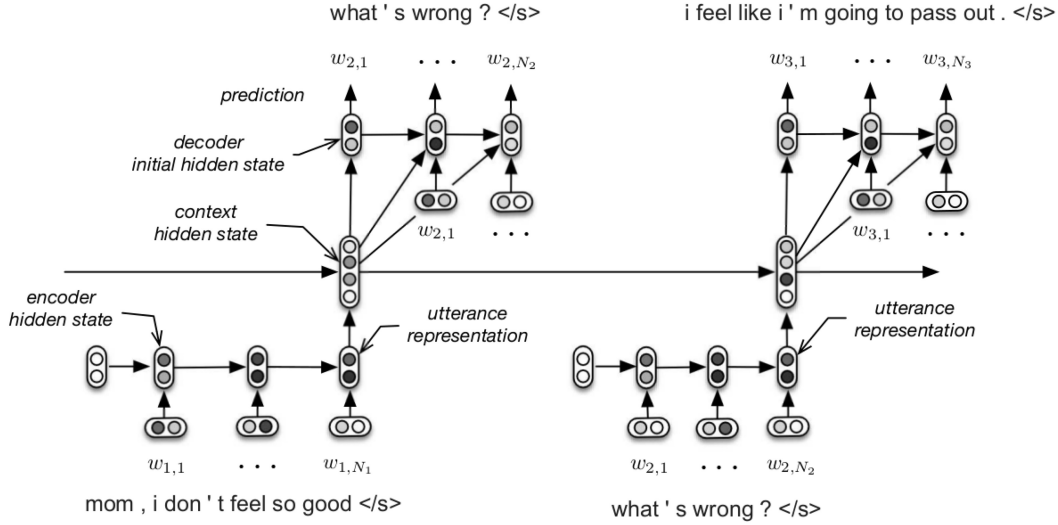 what ' s wrong ? </s>
i feel like i ' m going to pass out . </s>
w2,1 . . . w2,N2
w3,1 . . . w3,N3
prediction
decoder
initial hidden state
context
hidden state
w2,1 . . .
w3,1 . . .
encoder
hidden state
utterance
representation
utterance
representation
w1,1 . . . w1,N1
w2,1 . . . w2,N2
mom , i don ' t feel so good </s>
what ' s wrong ? </s>